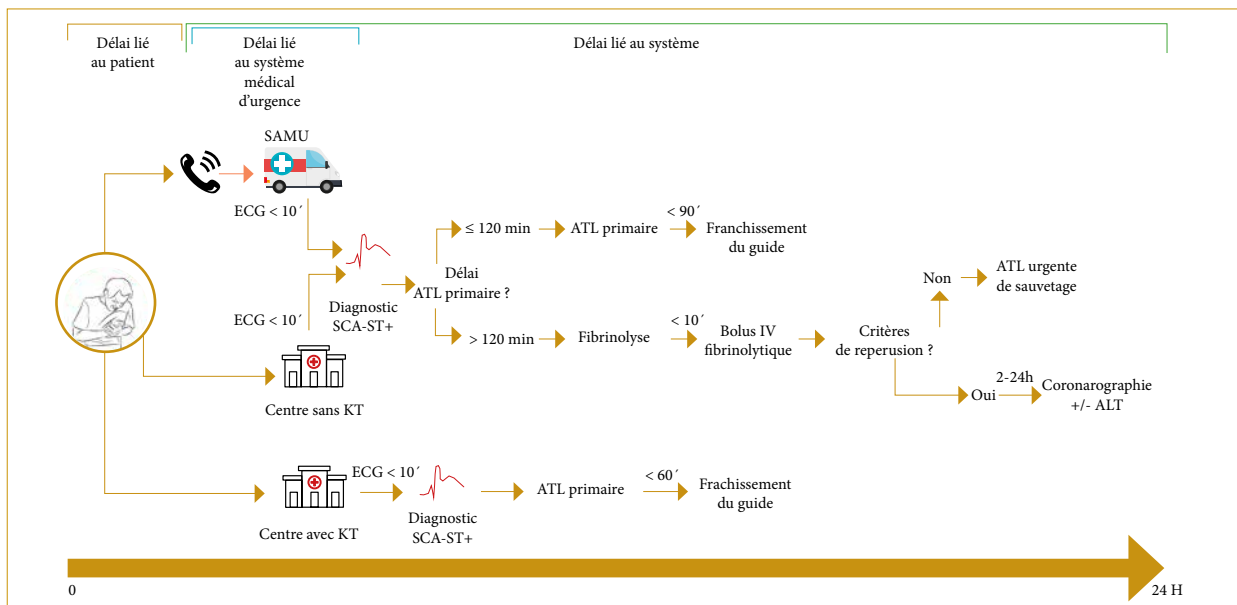 Délai lié
au patient
Délai lié
au système
médical
d’urgence
Délai lié au système
SAMU
ECG < 10´
≤ 120 min
ATL primaire
< 90´
Franchissement
du guide
Délai
ATL primaire ?
Diagnostic
SCA-ST+
ECG < 10´
> 120 min
Fibrinolyse
< 10´
Bolus IV
fibrinolytique
Critères
de reperusion ?
Non
ATL urgente
de sauvetage
Oui
2-24h
Coronarographie
+/- ALT
Centre sans KT
ECG < 10´
Diagnostic
SCA-ST+
ATL primaire
< 60´
Frachissement
du guide
Centre avec KT
0
24 H